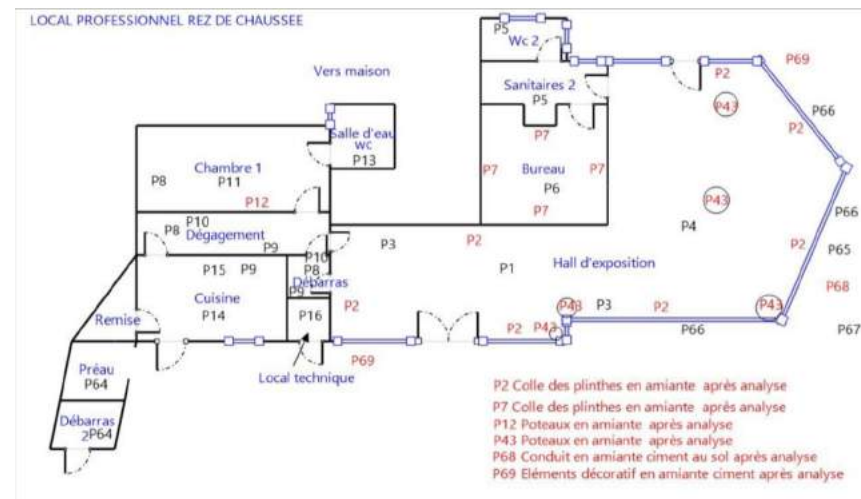 LOCAL PROFESSIONNEL REZ DE CHAUSSEE
P5
Wc 2
P69
Vers maison
P2
Sanitaires 2
P5
P43
P66
Salle d'eau
wc
P13
P7
P2
Chambre 1
P8
P11
P12
P7
Bureau
P7
P6
P43
P7
P66
P10
P8
Dégagement
P9
P3
P2
P4
P2
P65
P10
P15
P9
P8
P1
Hall d'exposition
P68
Débarras
P9
Cuisine
P14
P16
P2
P43
P3
P2
P43
Remise
P2
P43
P66
P67
P69
Préau
P64
Local technique
Débarras
2
P64
P2 Colle des plinthes en amiante après analyse
P7 Colle des plinthes en amiante après analyse
P12 Poteaux en amiante après analyse
P43 Poteaux en amiante après analyse
P68 Conduit en amiante ciment au sol après analyse
P69 Eléments décoratif en amiante ciment après analyse